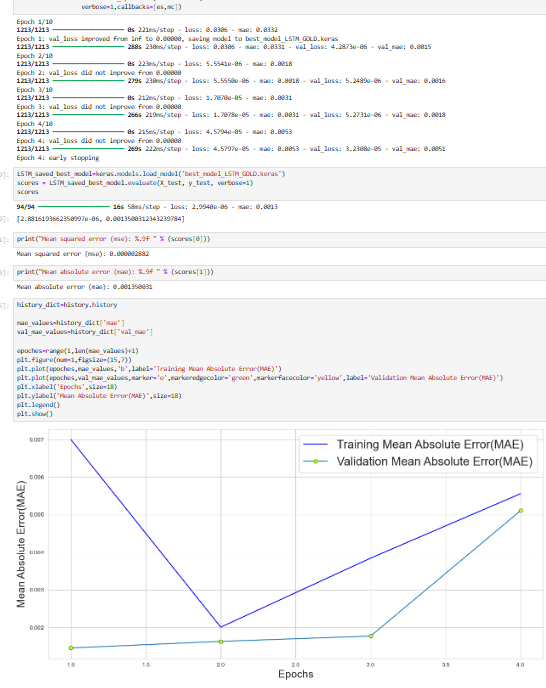 verbose=1,callbacks=[es,mc])
Epoch 1/10
1213/1213 0s 221ms/step - loss: 0.0306 - mae: 0.0332
Epoch 1: val_loss improved from inf to 0.00000, saving model to best_model_LSTM_GOLD.keras
1213/1213 288s 230ms/step - loss: 0.0306 - mae: 0.0331 - val_loss: 4.2873e-06 - val_mae: 0.0015
Epoch 2/10
1213/1213 0s 223ms/step - loss: 5.5541e-06 - mae: 0.0018
Epoch 2: val_loss did not improve from 0.00000
1213/1213 279s 230ms/step - loss: 5.5550e-06 - mae: 0.0018 - val_loss: 5.2489e-06 - val_mae: 0.0016
Epoch 3/10
1213/1213 0s 212ms/step - loss: 1.7070e-05 - mae: 0.0031
Epoch 3: val_loss did not improve from 0.00000
1213/1213 266s 219ms/step - loss: 1.7078e-05 - mae: 0.0031 - val_loss: 5.2731e-06 - val_mae: 0.0018
Epoch 4/10
1213/1213 0s 215ms/step - loss: 4.5794e-05 - mae: 0.0053
Epoch 4: val_loss did not improve from 0.00000
1213/1213 269s 222ms/step - loss: 4.5797e-05 - mae: 0.0053 - val_loss: 3.2308e-05 - val_mae: 0.0051
Epoch 4: early stopping
LSTM_saved_best_model=keras.models.load_model('best_model_LSTM_GOLD.keras')
scores = LSTM_saved_best_model.evaluate(X_test, y_test, verbose=1)
scores
94/94 16s 58ms/step - loss: 2.9940e-06 - mae: 0.0013
[2.8816193662350997e-06, 0.0013500312343239784]
print("Mean squared error (mse): %.9f " % (scores[0]))
Mean squared error (mse): 0.000002882
print("Mean absolute error (mae): %.9f " % (scores[1]))
Mean absolute error (mae): 0.001350031
history_dict=history.history
mae_values=history_dict['mae']
val_mae_values=history_dict['val_mae']
epoches=range(1,len(mae_values)+1)
plt.figure(num=1,figsize=(15,7))
plt.plot(epoches,mae_values,'b',label='Training Mean Absolute Error(MAE)')
plt.plot(epoches,val_mae_values,marker='o',markeredgecolor='green',markerfacecolor='yellow',label='Validation Mean Absolute Error(MAE)')
plt.xlabel('Epochs',size=18)
plt.ylabel('Mean Absolute Error(MAE)',size=18)
plt.legend()
plt.show()
Training Mean Absolute Error(MAE)
Validation Mean Absolute Error(MAE)
Mean Absolute Error(MAE)
0.007
0.006
0.005
0.004
0.003
0.002
1.0 1.5 2.0 2.5 3.0 3.5 4.0
Epochs